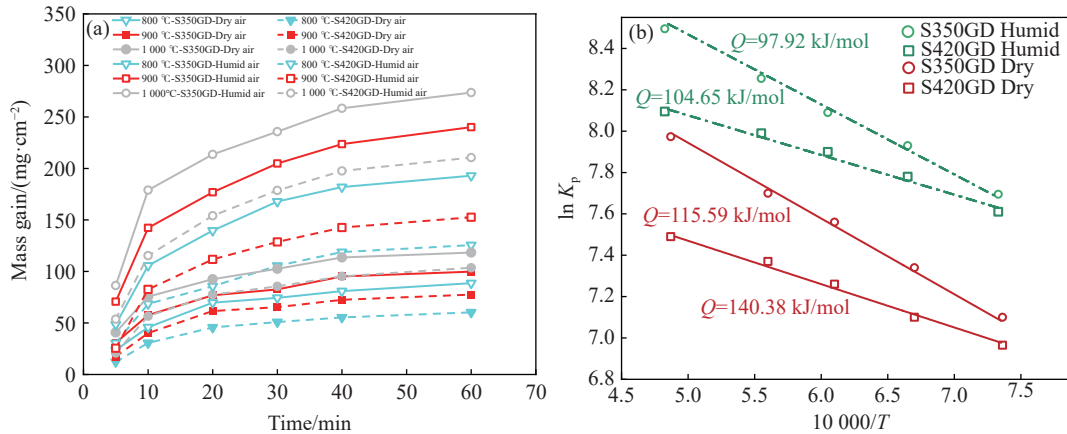 (a)
800 ℃-S350GD-Dry air
900 ℃-S350GD-Dry air
1 000 ℃-S350GD-Dry air
800 ℃-S350GD-Humid air
900 ℃-S350GD-Humid air
1 000℃-S350GD-Humid air
800 ℃-S420GD-Dry air
900 ℃-S420GD-Dry air
1 000 ℃-S420GD-Dry air
800 ℃-S420GD-Humid air
900 ℃-S420GD-Humid air
1 000 ℃-S420GD-Humid air
Mass gain/(mg·cm⁻²)
350
300
250
200
150
100
50
0
0 10 20 30 40 50 60 70
Time/min
(b)
S350GD Humid
S420GD Humid
S350GD Dry
S420GD Dry
Q=97.92 kJ/mol
Q=104.65 kJ/mol
Q=115.59 kJ/mol
Q=140.38 kJ/mol
ln Kₚ
8.4
8.2
8.0
7.8
7.6
7.4
7.2
7.0
6.8
4.5 5.0 5.5 6.0 6.5 7.0 7.5
10 000/T